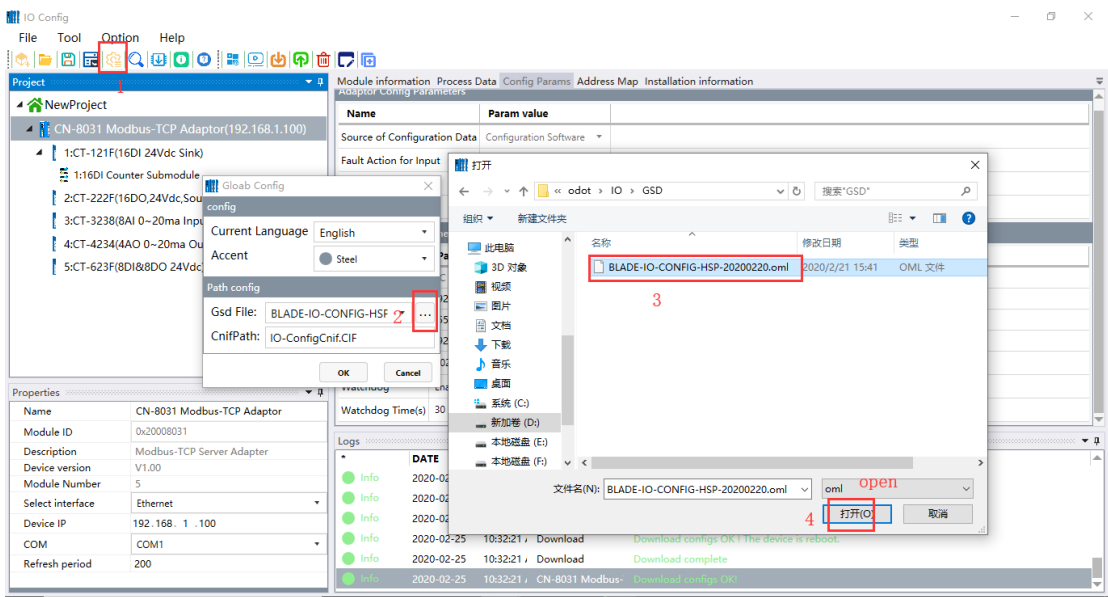 IO Config
File Tool Option Help
1
Project
NewProject
CN-8031 Modbus-TCP Adaptor(192.168.1.100)
1:CT-121F(16DI 24Vdc Sink)
1:16DI Counter Submodule
2:CT-222F(16DO,24Vdc,Sou
3:CT-3238(8AI 0~20ma Inpu
4:CT-4234(4AO 0~20ma Ou
5:CT-623F(8DI&8DO 24Vdc
Module information Process Data Config Params Address Map Installation information
Adaptor Config Parameters
Name Param value
Source of Configuration Data Configuration Software
Fault Action for Input
Gloab Config
config
Current Language English
Accent Steel
Path config
Gsd File: BLADE-IO-CONFIG-HSF 2 ...
CnifPath: IO-ConfigCnif.CIF
OK Cancel
打开
« odot › IO › GSD
搜索"GSD"
组织 新建文件夹
此电脑
3D 对象
视频
图片
文档
下载
音乐
桌面
系统 (C:)
新加卷 (D:)
本地磁盘 (E:)
本地磁盘 (F:)
名称 修改日期 类型
BLADE-IO-CONFIG-HSP-20200220.oml 2020/2/21 15:41 OML 文件
3
文件名(N): BLADE-IO-CONFIG-HSP-20200220.oml oml
open
4 打开(O) 取消
Properties
Name CN-8031 Modbus-TCP Adaptor
Module ID 0x20008031
Description Modbus-TCP Server Adapter
Device version V1.00
Module Number 5
Select interface Ethernet
Device IP 192.168. 1 .100
COM COM1
Refresh period 200
Watchdog Ena
Watchdog Time(s) 30
Logs
* DATE
Info 2020-02
Info 2020-02
Info 2020-02
Info 2020-02-25 10:32:21 / Download Download configs OK ! The device is reboot.
Info 2020-02-25 10:32:21 / Download Download complete
Info 2020-02-25 10:32:21 / CN-8031 Modbus- Download configs OK!